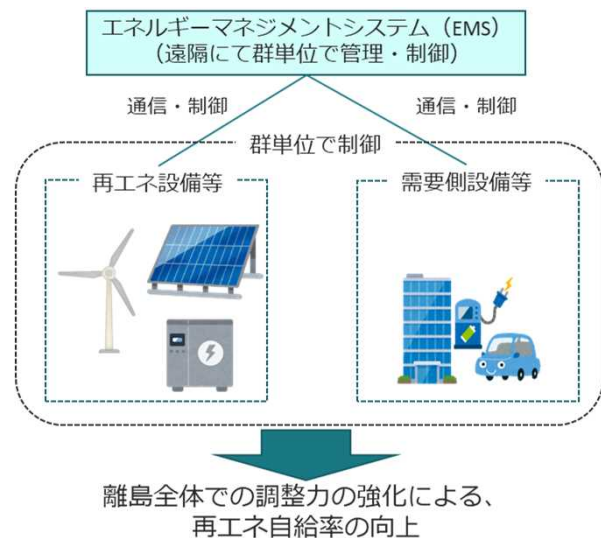 エネルギーマネジメントシステム（EMS）
（遠隔にて群単位で管理・制御）
通信・制御
通信・制御
群単位で制御
再エネ設備等
需要側設備等
離島全体での調整力の強化による、
再エネ自給率の向上